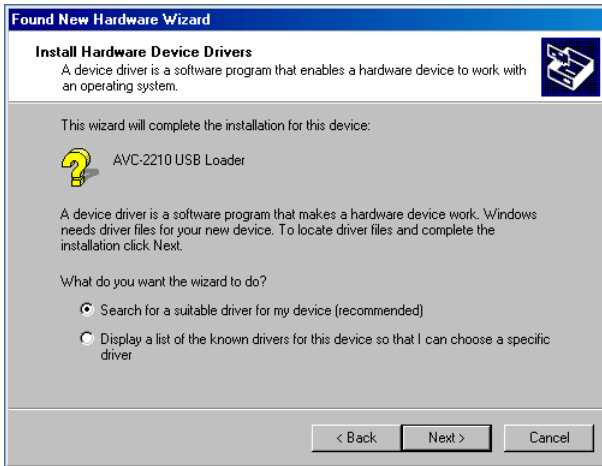 Found New Hardware Wizard
Install Hardware Device Drivers
A device driver is a software program that enables a hardware device to work with
an operating system.
This wizard will complete the installation for this device:
AVC-2210 USB Loader
A device driver is a software program that makes a hardware device work. Windows
needs driver files for your new device. To locate driver files and complete the
installation click Next.
What do you want the wizard to do?
Search for a suitable driver for my device (recommended)
Display a list of the known drivers for this device so that I can choose a specific
driver
< Back Next > Cancel